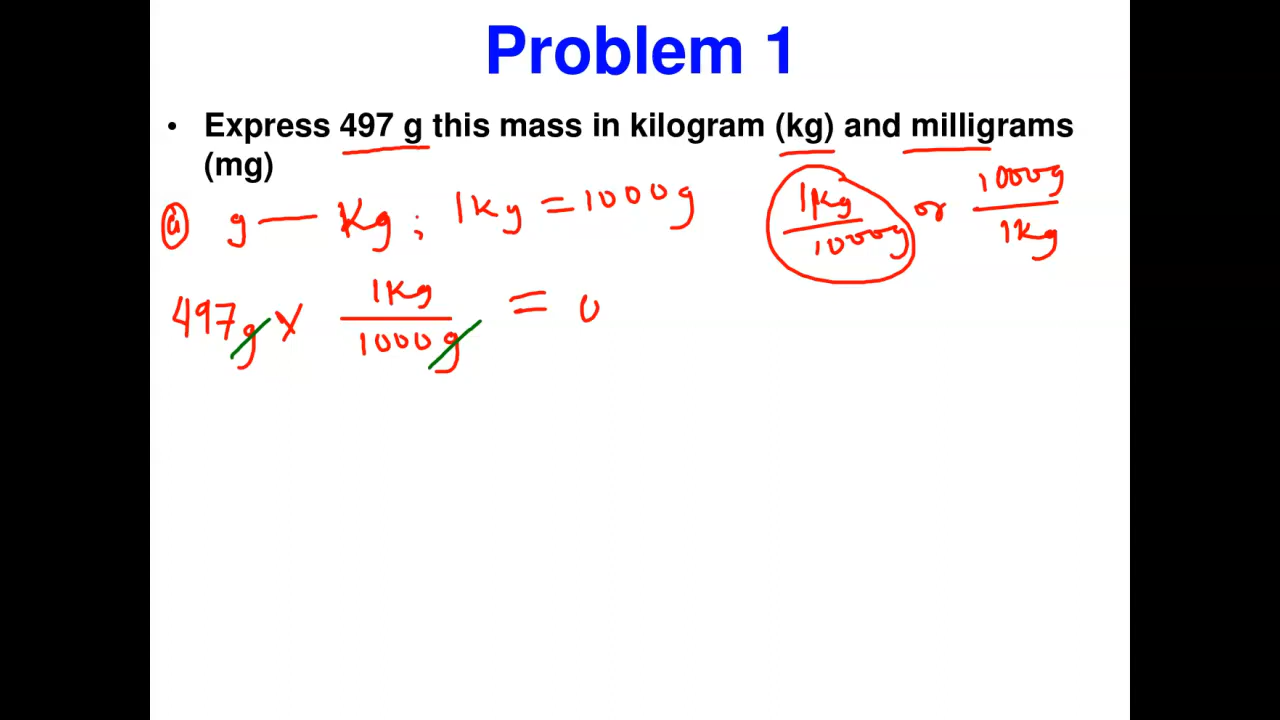 Problem 1
• Express 497 g this mass in kilogram (kg) and milligrams
(mg)
(a) g — Kg ; 1Kg = 1000g 1Kg/1000g or 1000g/1Kg
497g x 1Kg/1000g = 0